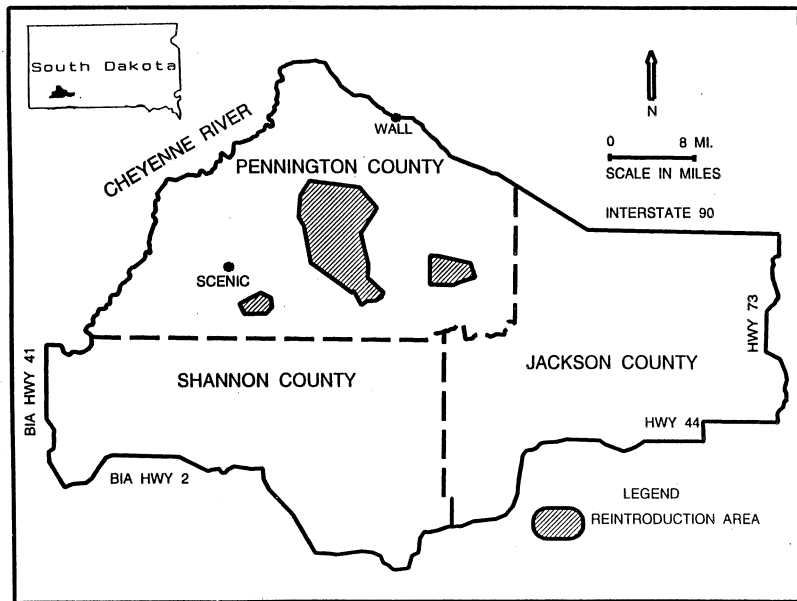 South Dakota
CHEYENNE RIVER
WALL
N
PENNINGTON COUNTY
0 8 MI.
SCALE IN MILES
INTERSTATE 90
SCENIC
HWY 73
BIA HWY 41
SHANNON COUNTY
JACKSON COUNTY
HWY 44
BIA HWY 2
LEGEND
REINTRODUCTION AREA